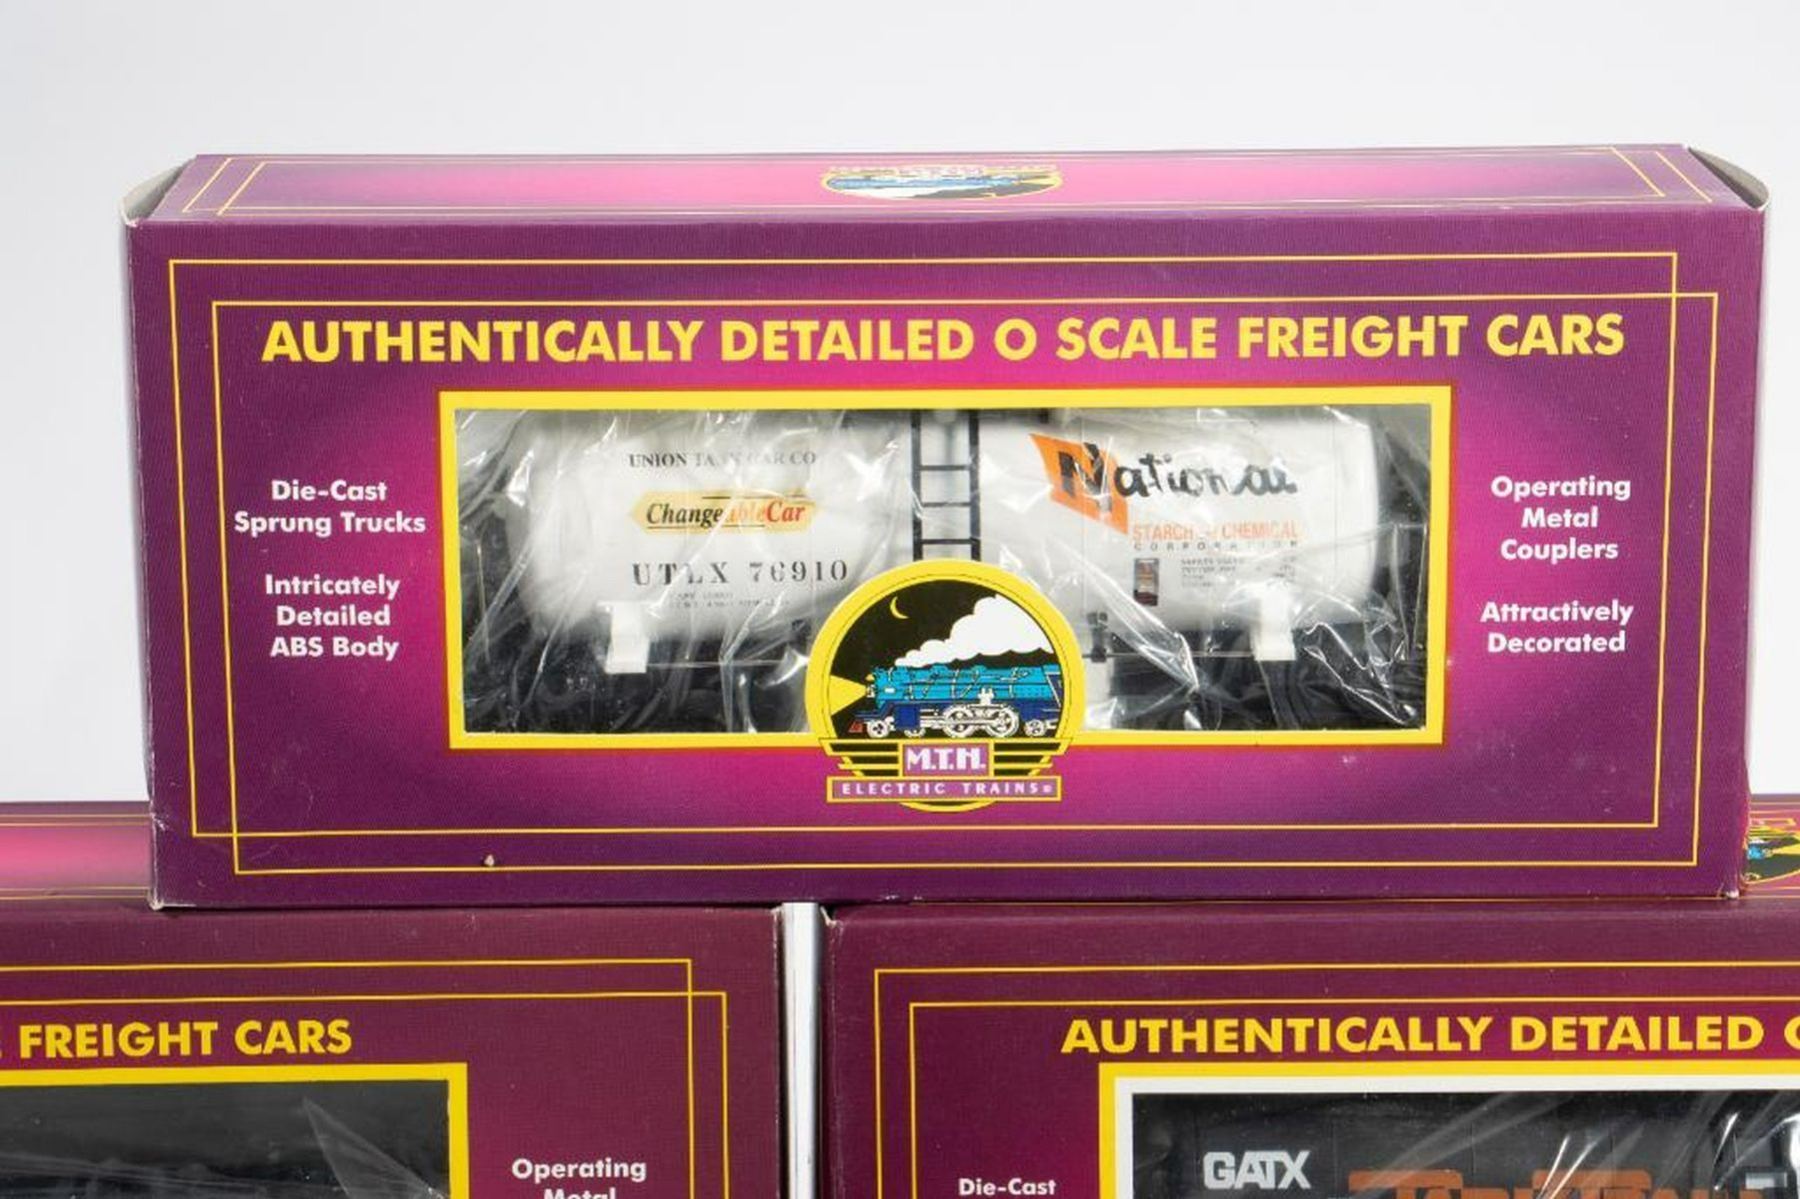 AUTHENTICALLY DETAILED O SCALE FREIGHT CARS
Die-Cast
Sprung Trucks
Intricately
Detailed
ABS Body
UNION TANK CAR CO
ChangeableCar
UTLX 76910
National
STARCH and CHEMICAL
CORPORATION
Operating
Metal
Couplers
Attractively
Decorated
M.T.H.
ELECTRIC TRAINS®
FREIGHT CARS
Operating
Metal
AUTHENTICALLY DETAILED
Die-Cast
GATX